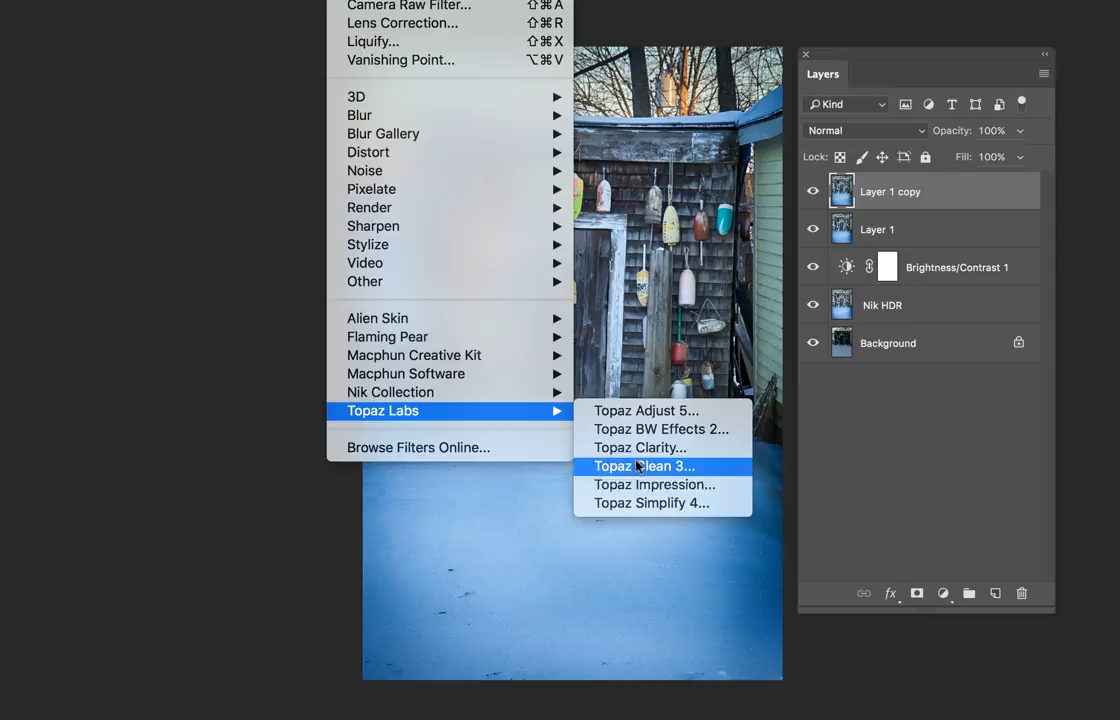 Camera Raw Filter... ⇧⌘A
Lens Correction... ⇧⌘R
Liquify... ⇧⌘X
Vanishing Point... ⌥⌘V
3D
Blur
Blur Gallery
Distort
Noise
Pixelate
Render
Sharpen
Stylize
Video
Other
Alien Skin
Flaming Pear
Macphun Creative Kit
Macphun Software
Nik Collection
Topaz Labs
Browse Filters Online...
Topaz Adjust 5...
Topaz BW Effects 2...
Topaz Clarity...
Topaz Clean 3...
Topaz Impression...
Topaz Simplify 4...
Layers
Kind
Normal Opacity: 100%
Lock: Fill: 100%
Layer 1 copy
Layer 1
Brightness/Contrast 1
Nik HDR
Background
fx